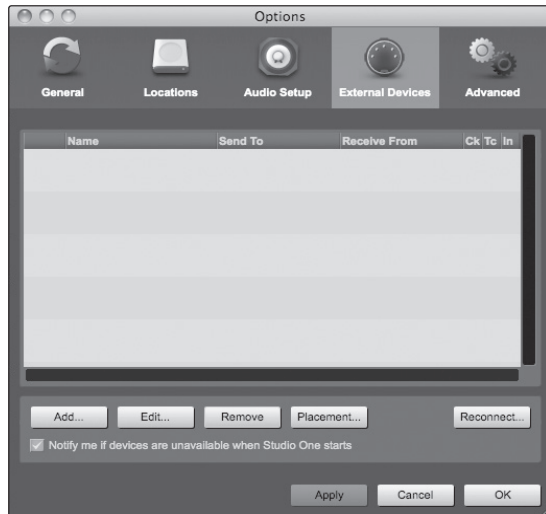 Options
General Locations Audio Setup External Devices Advanced
Name Send To Receive From Ck Tc In
Add... Edit... Remove Placement... Reconnect...
Notify me if devices are unavailable when Studio One starts
Apply Cancel OK